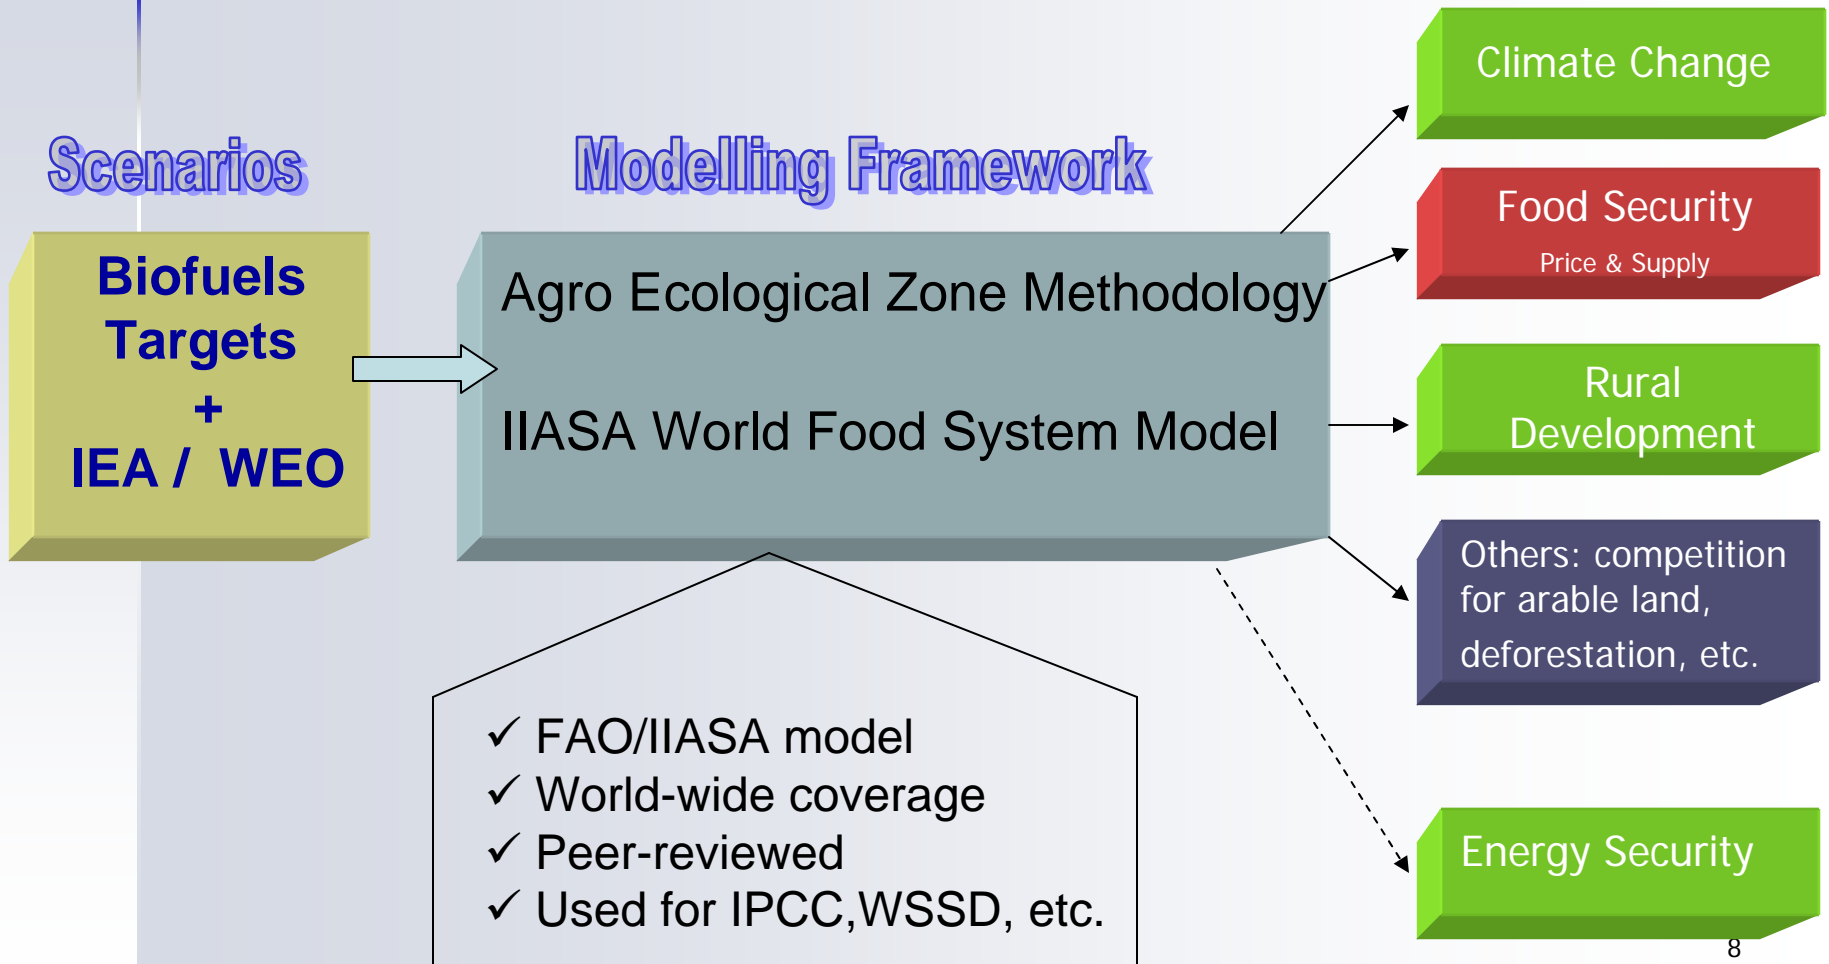 Scenarios
Biofuels
Targets
+
IEA / WEO
Modelling Framework
Agro Ecological Zone Methodology
IIASA World Food System Model
✓ FAO/IIASA model
✓ World-wide coverage
✓ Peer-reviewed
✓ Used for IPCC,WSSD, etc.
Climate Change
Food Security
Price & Supply
Rural
Development
Others: competition
for arable land,
deforestation, etc.
Energy Security
8